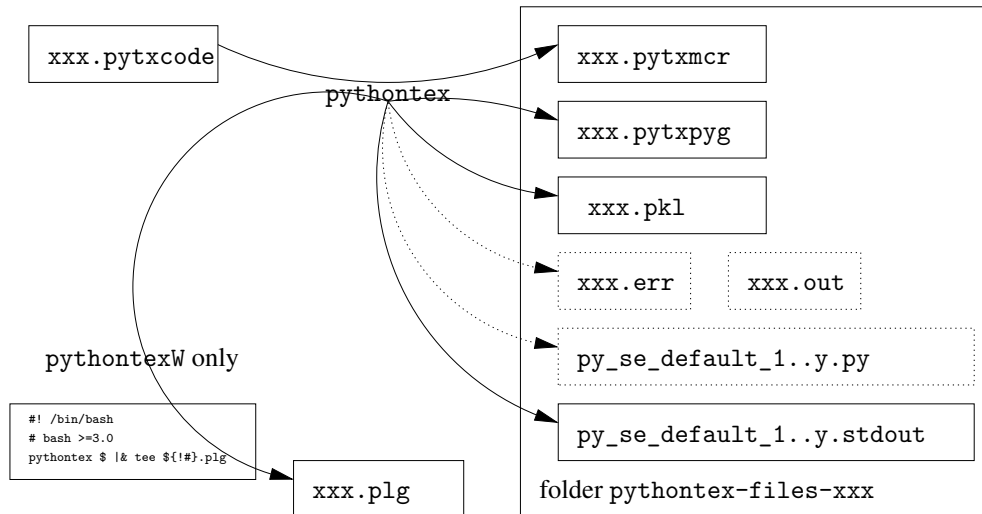 xxx.pytxcode
pythontex
xxx.pytxmcr
xxx.pytxpyg
xxx.pkl
xxx.err
xxx.out
py_se_default_1..y.py
py_se_default_1..y.stdout
folder pythontex-files-xxx
pythontexW only
#! /bin/bash
# bash >=3.0
pythontex $ |& tee ${!#}.plg
xxx.plg